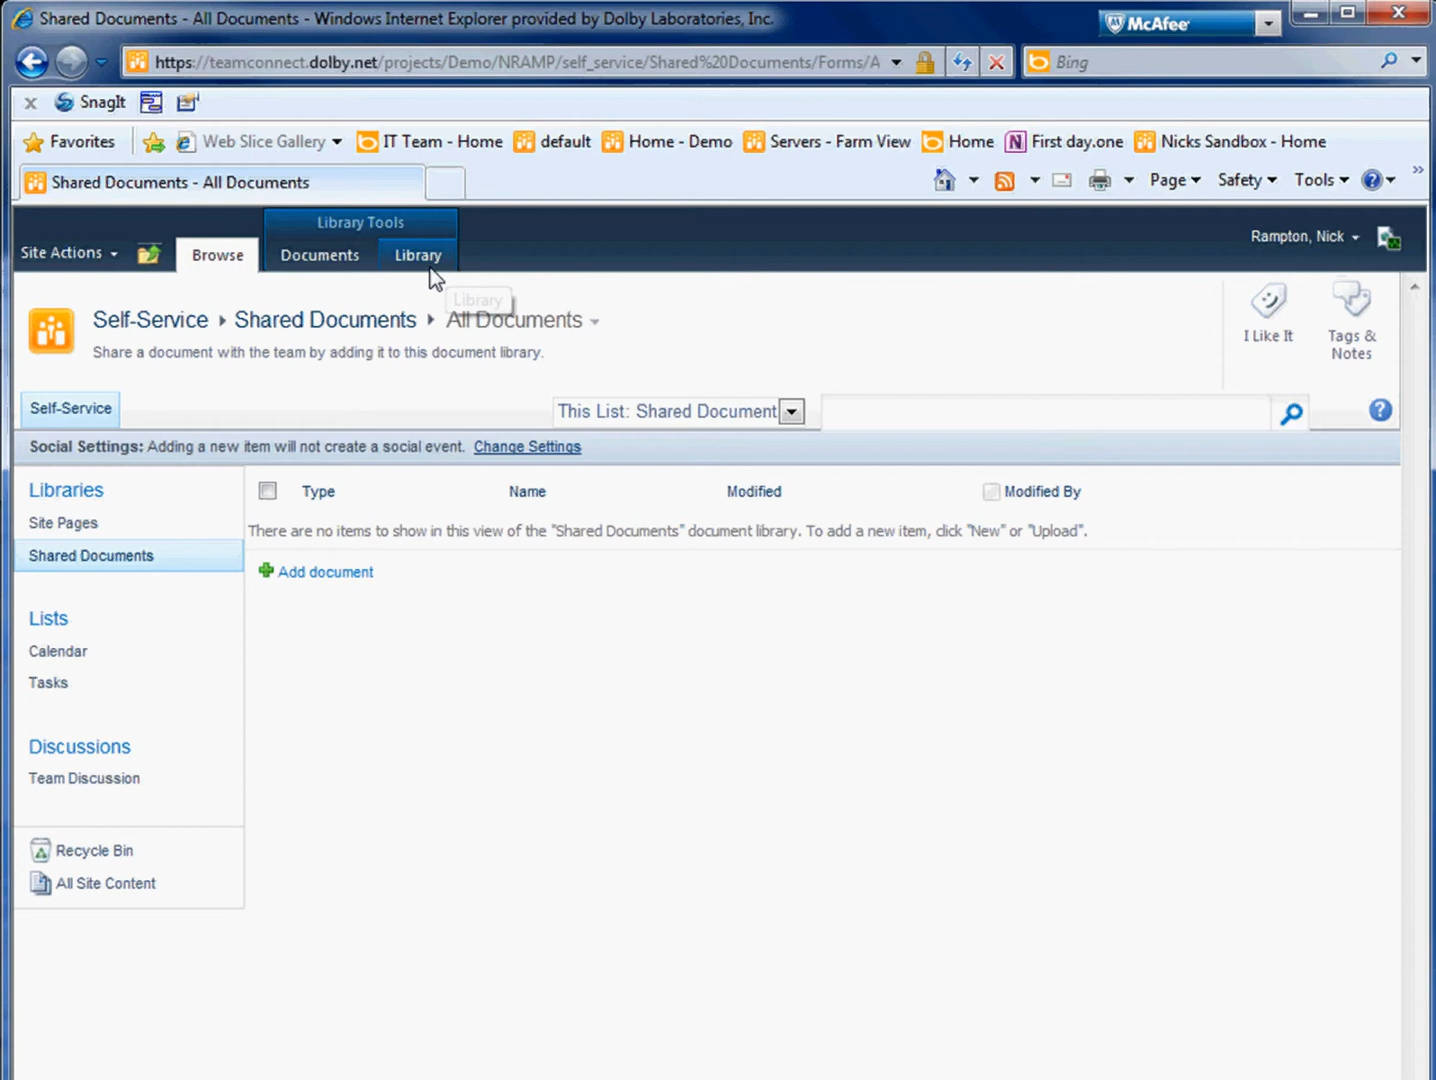 Shared Documents - All Documents - Windows Internet Explorer provided by Dolby Laboratories, Inc.
McAfee
https://teamconnect.dolby.net/projects/Demo/NRAMP/self_service/Shared%20Documents/Forms/A
Bing
x SnagIt
Favorites Web Slice Gallery IT Team - Home default Home - Demo Servers - Farm View Home First day.one Nicks Sandbox - Home
Shared Documents - All Documents
Page Safety Tools
Library Tools
Site Actions Browse Documents Library
Rampton, Nick
Library
Self-Service Shared Documents All Documents
Share a document with the team by adding it to this document library.
I Like It
Tags &
Notes
Self-Service
This List: Shared Document
Social Settings: Adding a new item will not create a social event. Change Settings
Libraries
Site Pages
Shared Documents
Lists
Calendar
Tasks
Discussions
Team Discussion
Recycle Bin
All Site Content
Type Name Modified Modified By
There are no items to show in this view of the "Shared Documents" document library. To add a new item, click "New" or "Upload".
Add document